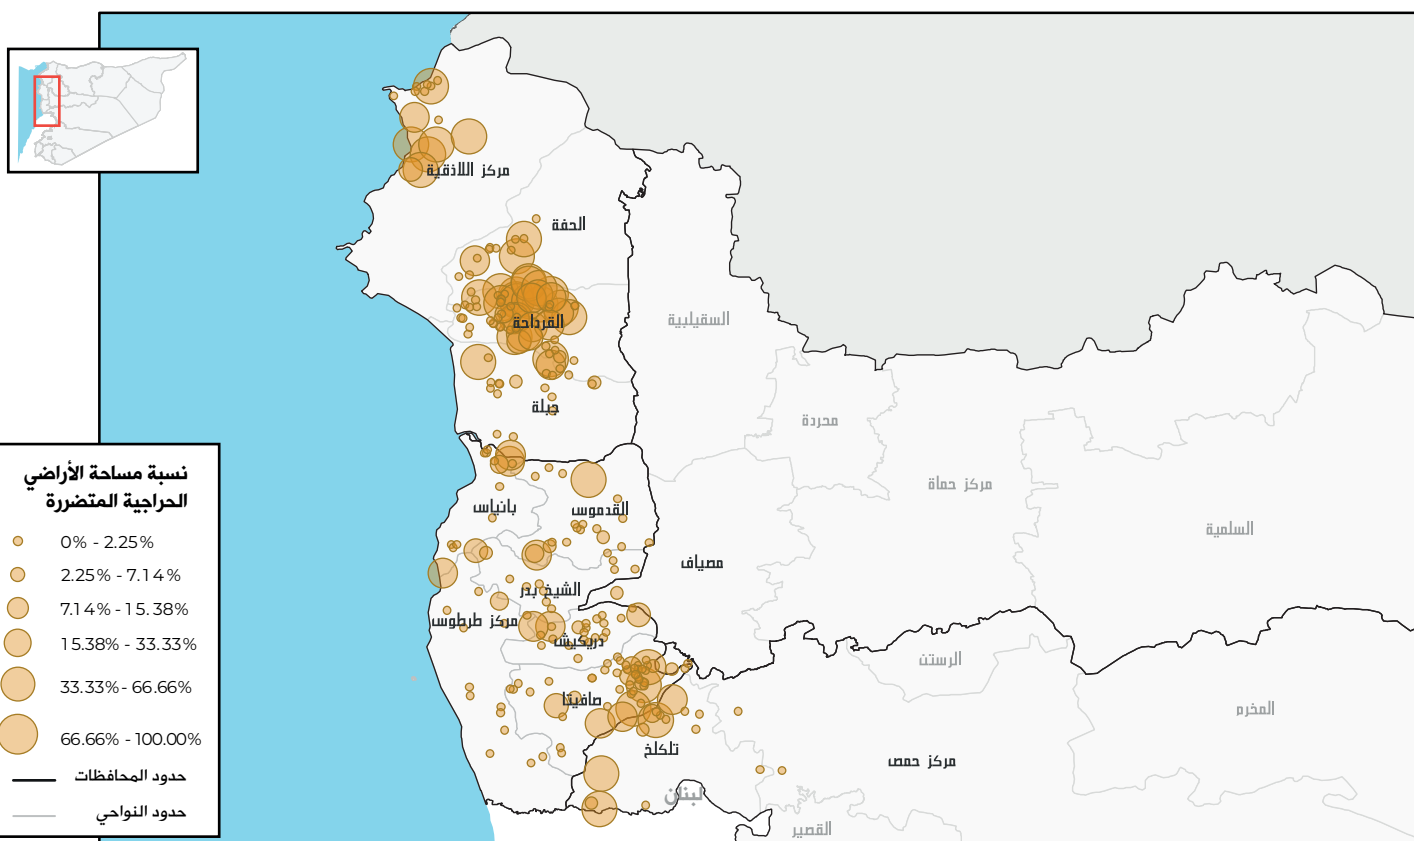 مركز اللاذقية
الحفة
السقيلبية
القرداحة
محردة
جبلة
نسبة مساحة الأراضي
الحراجية المتضررة
0% - 2.25%
2.25% - 7.14%
7.14% - 15.38%
15.38% - 33.33%
33.33% - 66.66%
66.66% - 100.00%
حدود المحافظات
حدود النواحي
مركز حماة
بانياس
القدموس
السلمية
مصياف
الشيخ بدر
مركز طرطوس
دريكيش
الرستن
صافيتا
المخرم
تلكلخ
مركز حمص
لبنان
القصير